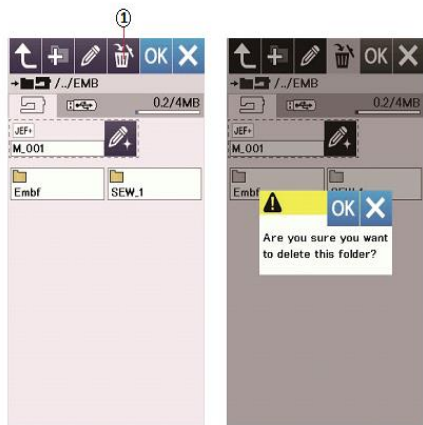 ①
OK
/../EMB
0.2/4MB
JEF+
M_001
Embf
SEW_1
OK
/../EMB
0.2/4MB
JEF+
M_001
Embf
OK
Are you sure you want
to delete this folder?